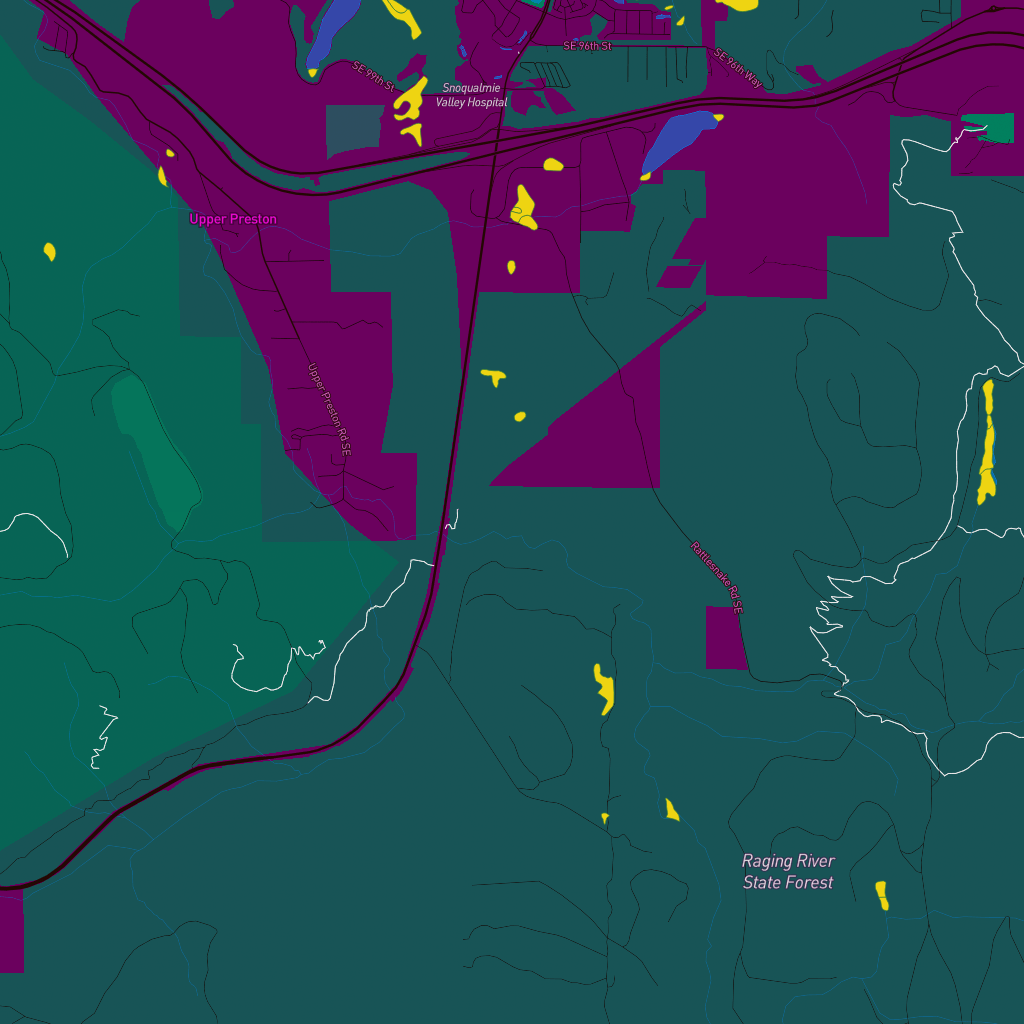 SE 96th St
SE 96th Way
SE 99th St
Snoqualmie
Valley Hospital
Upper Preston
Upper Preston Rd SE
Rattlesnake Rd SE
Raging River
State Forest